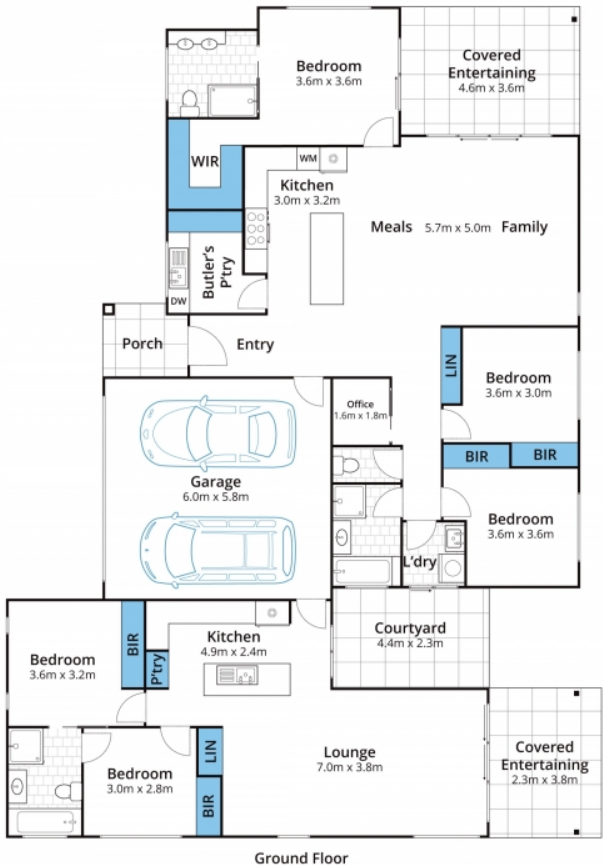 Bedroom
3.6m x 3.6m
Covered
Entertaining
4.6m x 3.6m
WIR
WM
Kitchen
3.0m x 3.2m
Meals 5.7m x 5.0m Family
Butler's
P'try
DW
Porch
Entry
LIN
Bedroom
3.6m x 3.0m
Office
1.6m x 1.8m
BIR
BIR
Garage
6.0m x 5.8m
Bedroom
3.6m x 3.6m
L'dry
Courtyard
4.4m x 2.3m
Kitchen
4.9m x 2.4m
BIR
P'try
Bedroom
3.6m x 3.2m
Lounge
7.0m x 3.8m
LIN
BIR
Bedroom
3.0m x 2.8m
Covered
Entertaining
2.3m x 3.8m
Ground Floor